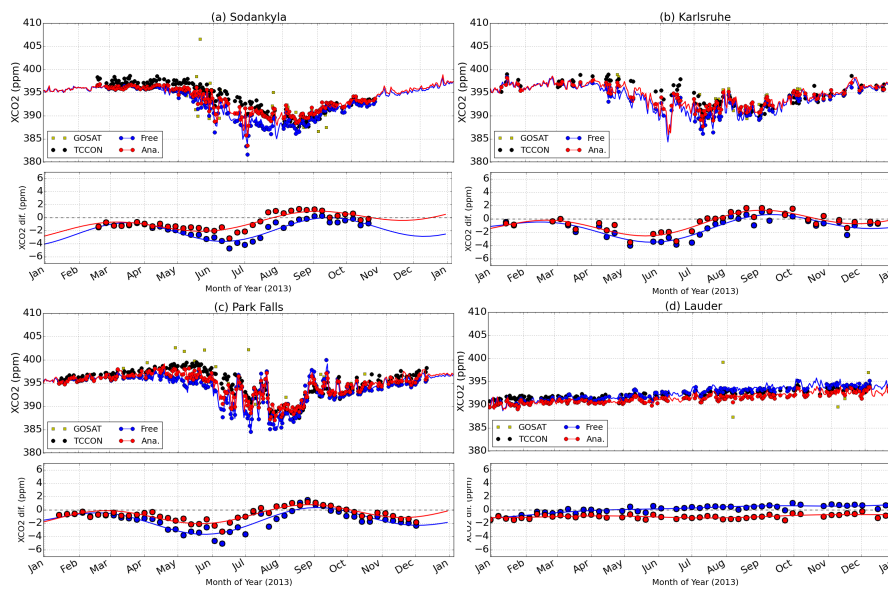 (a) Sodankyla
410
405
400
395
390
385
380
XCO2 (ppm)
GOSAT
TCCON
Free
Ana.
6
4
2
0
−2
−4
−6
XCO2 dif. (ppm)
Jan Feb Mar Apr May Jun Jul Aug Sep Oct Nov Dec Jan
Month of Year (2013)
(b) Karlsruhe
410
405
400
395
390
385
380
XCO2 (ppm)
GOSAT
TCCON
Free
Ana.
6
4
2
0
−2
−4
−6
XCO2 dif. (ppm)
Jan Feb Mar Apr May Jun Jul Aug Sep Oct Nov Dec Jan
Month of Year (2013)
(c) Park Falls
410
405
400
395
390
385
380
XCO2 (ppm)
GOSAT
TCCON
Free
Ana.
6
4
2
0
−2
−4
−6
XCO2 dif. (ppm)
Jan Feb Mar Apr May Jun Jul Aug Sep Oct Nov Dec Jan
Month of Year (2013)
(d) Lauder
410
405
400
395
390
385
380
XCO2 (ppm)
GOSAT
TCCON
Free
Ana.
6
4
2
0
−2
−4
−6
XCO2 dif. (ppm)
Jan Feb Mar Apr May Jun Jul Aug Sep Oct Nov Dec Jan
Month of Year (2013)